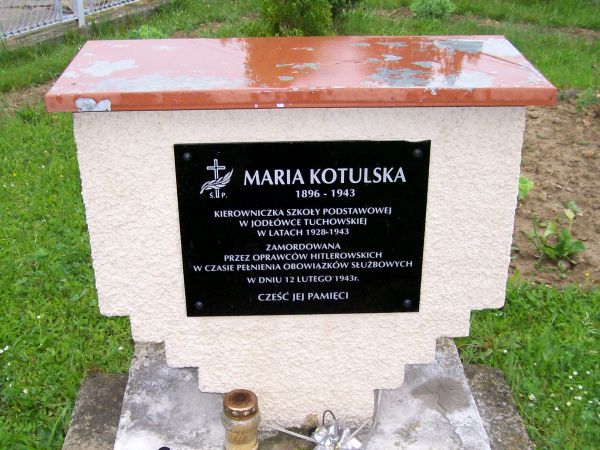 Ś. P.
MARIA KOTULSKA
1896 - 1943
KIEROWNICZKA SZKOŁY PODSTAWOWEJ
W JODŁÓWCE TUCHOWSKIEJ
W LATACH 1928-1943
ZAMORDOWANA
PRZEZ OPRAWCÓW HITLEROWSKICH
W CZASIE PEŁNIENIA OBOWIĄZKÓW SŁUŻBOWYCH
W DNIU 12 LUTEGO 1943r.
CZEŚĆ JEJ PAMIĘCI